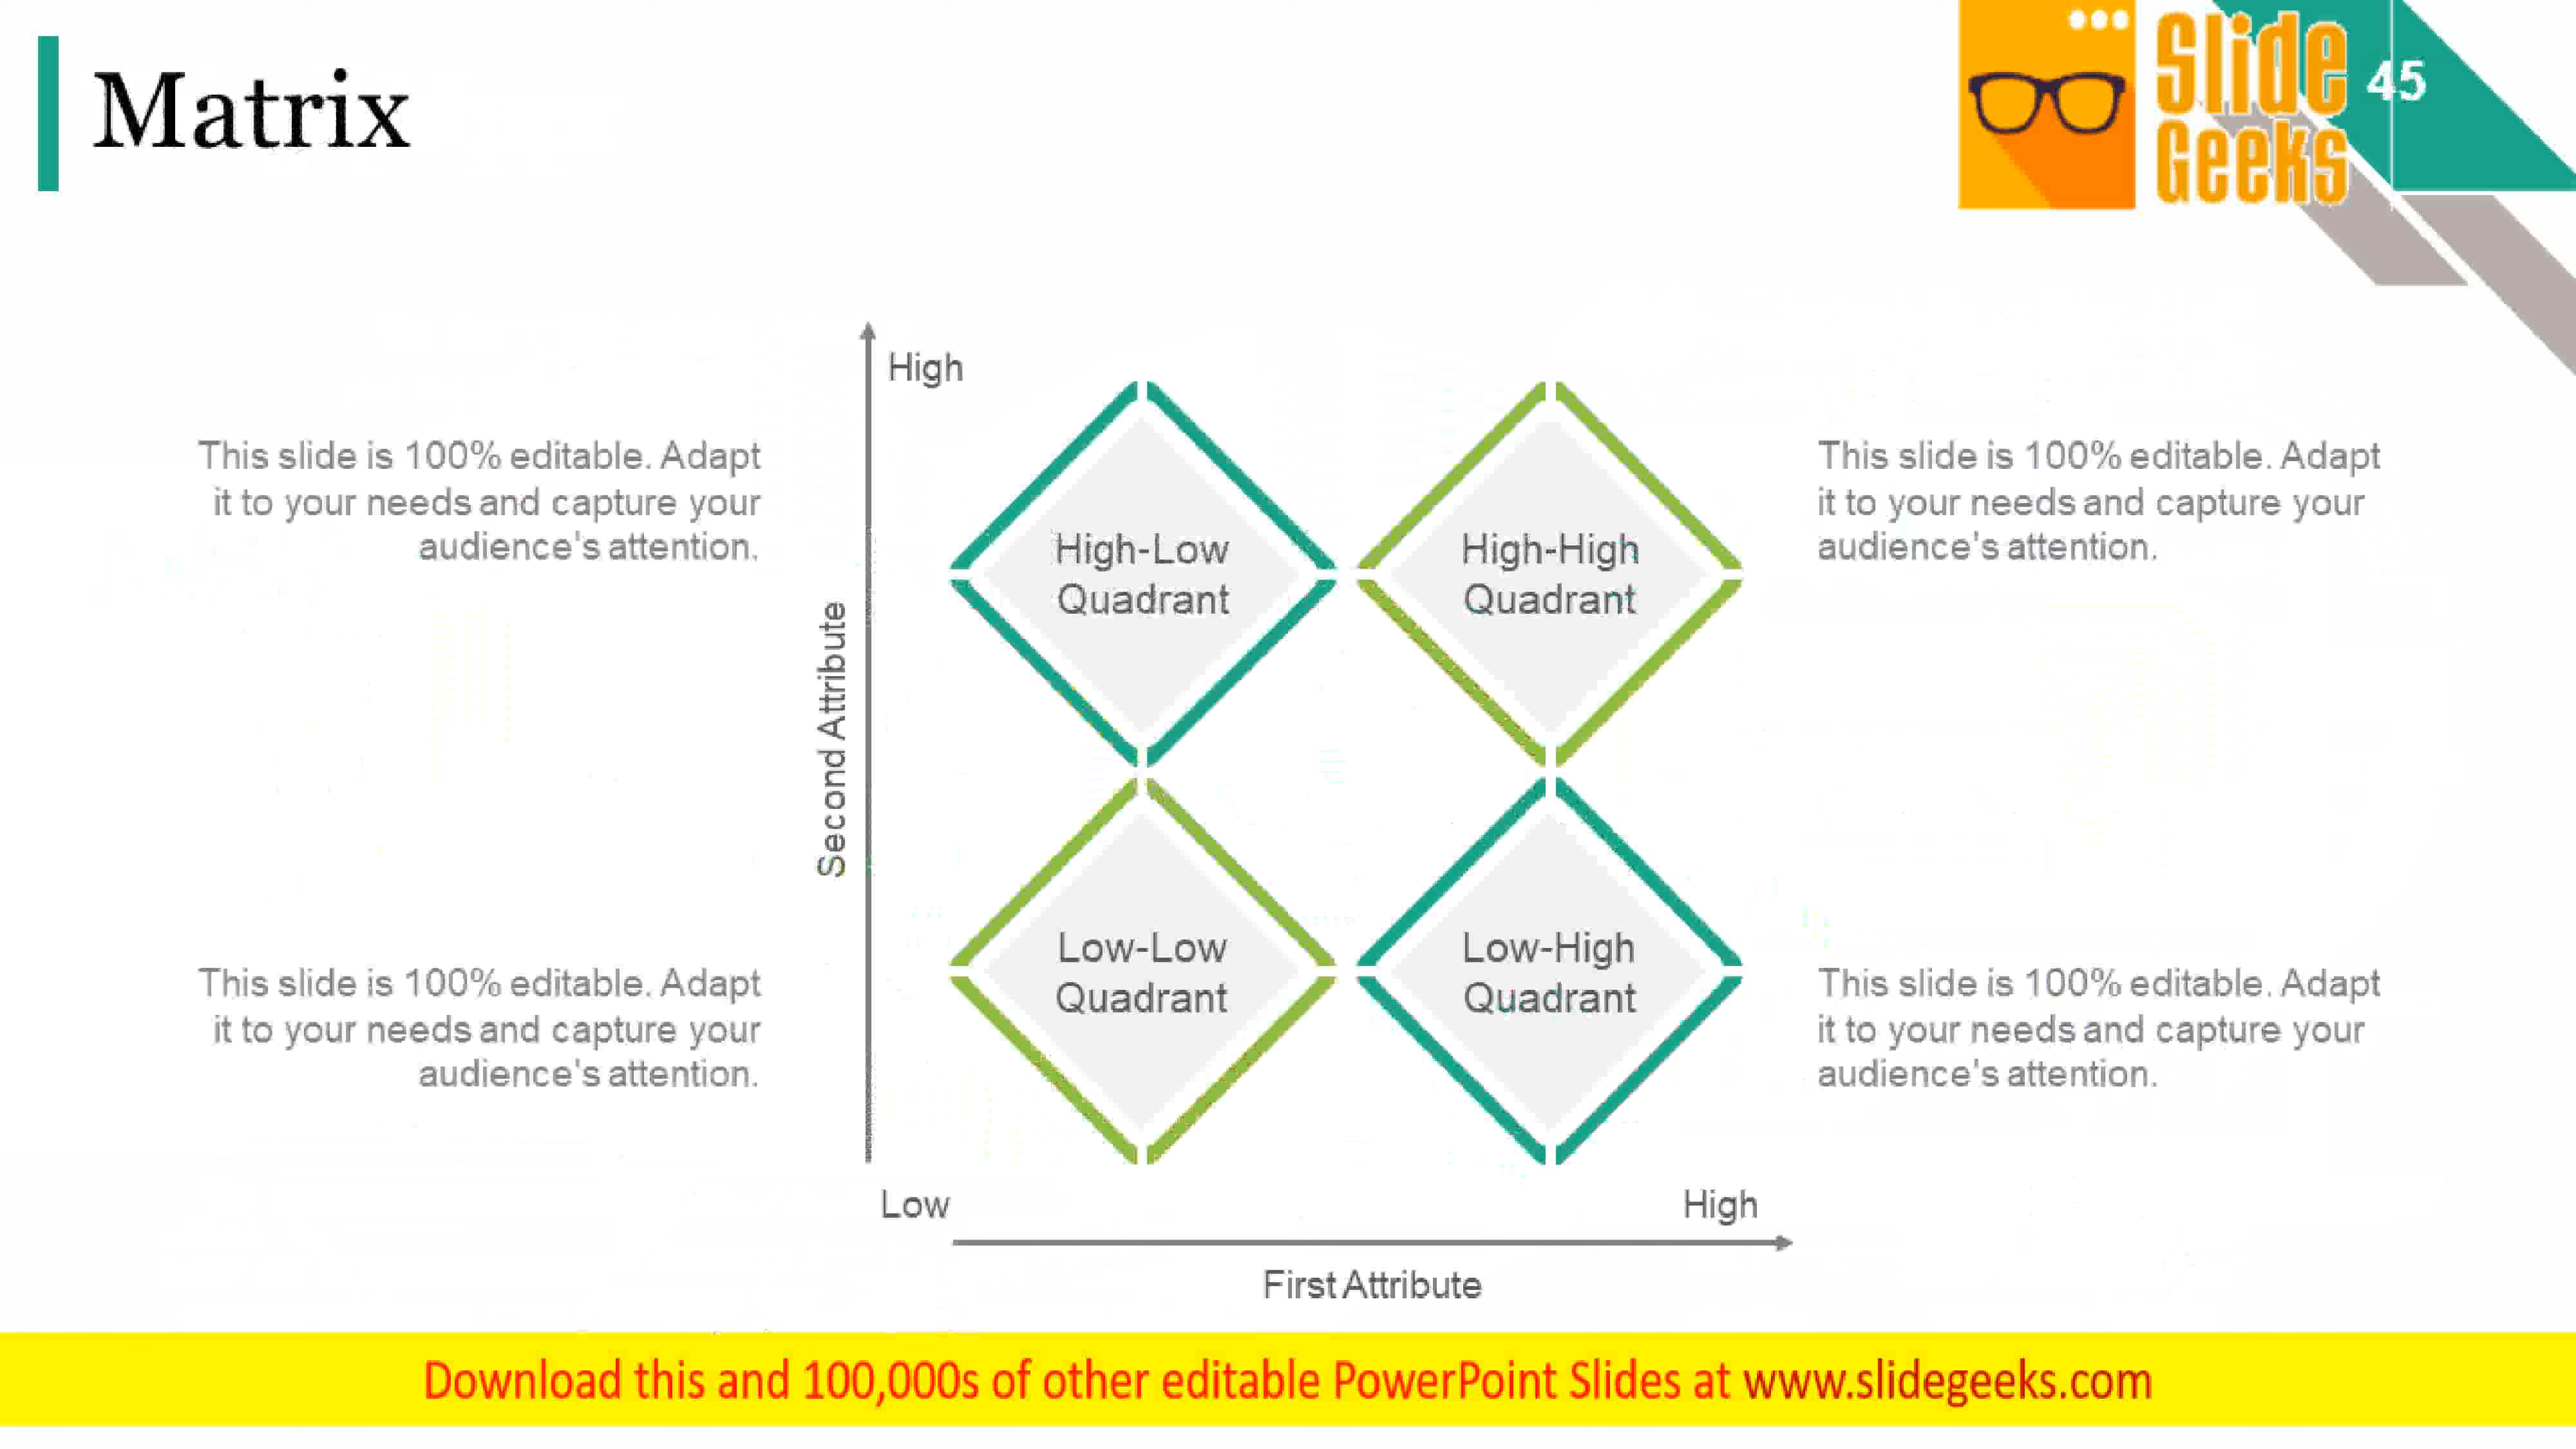 Matrix
Slide
Geeks
45
High
This slide is 100% editable. Adapt
it to your needs and capture your
audience's attention.
High-Low
Quadrant
High-High
Quadrant
This slide is 100% editable. Adapt
it to your needs and capture your
audience's attention.
Second Attribute
This slide is 100% editable. Adapt
it to your needs and capture your
audience's attention.
Low-Low
Quadrant
Low-High
Quadrant
This slide is 100% editable. Adapt
it to your needs and capture your
audience's attention.
Low
High
First Attribute
Download this and 100,000s of other editable PowerPoint Slides at www.slidegeeks.com